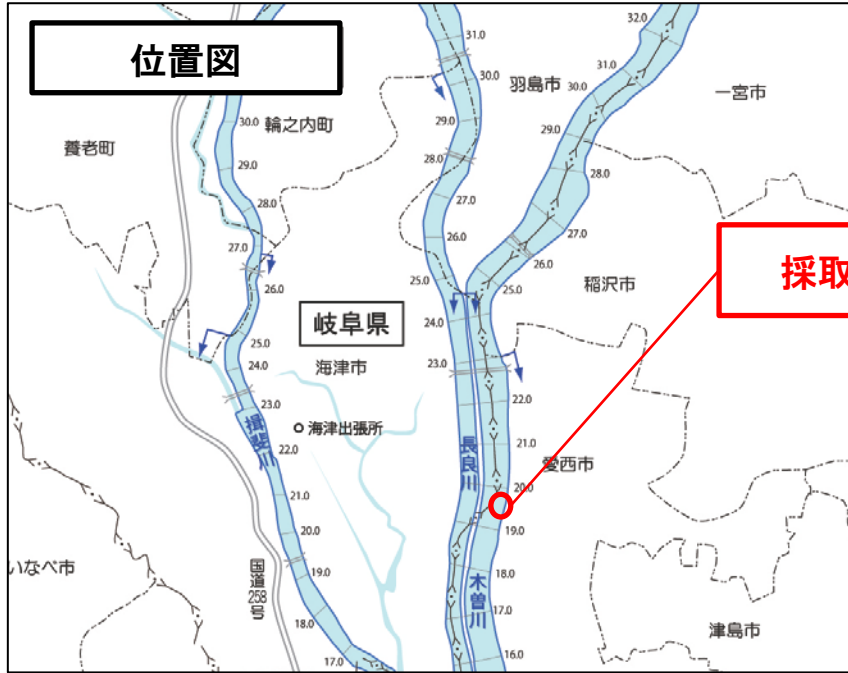 位置図
養老町
輪之内町
羽島市
一宮市
稲沢市
採取
岐阜県
海津市
海津出張所
揖斐川
長良川
木曽川
愛西市
津島市
いなべ市
国道
258
号
30.0
29.0
28.0
27.0
26.0
25.0
24.0
23.0
22.0
21.0
20.0
19.0
18.0
17.0
31.0
30.0
29.0
28.0
27.0
26.0
25.0
24.0
23.0
32.0
31.0
30.0
29.0
28.0
27.0
26.0
25.0
22.0
21.0
20.0
19.0
18.0
17.0
16.0